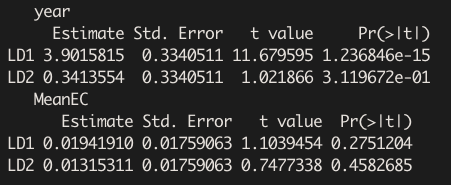 year
Estimate Std. Error t value Pr(>|t|)
LD1 3.9015815 0.3340511 11.679595 1.236846e-15
LD2 0.3413554 0.3340511 1.021866 3.119672e-01
MeanEC
Estimate Std. Error t value Pr(>|t|)
LD1 0.01941910 0.01759063 1.1039454 0.2751204
LD2 0.01315311 0.01759063 0.7477338 0.4582685